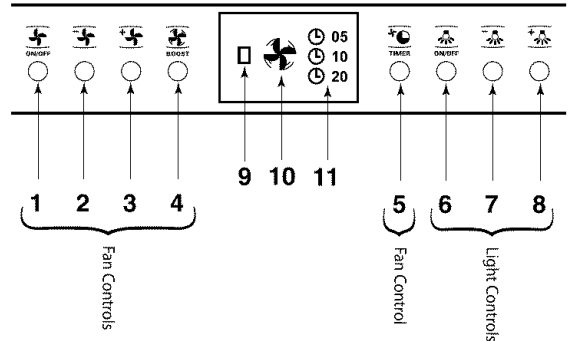 05
10
20
ON/OFF
BOOST
TIMER
ON/OFF
9 10 11
1 2 3 4 5 6 7 8
Fan Controls
Fan Control
Light Controls